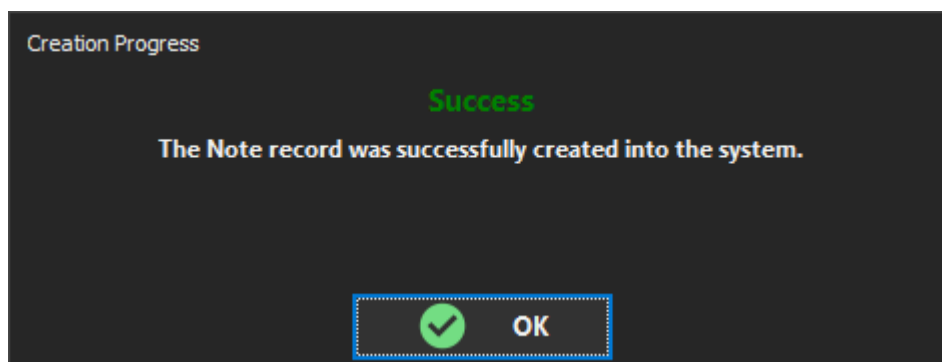 Creation Progress
Success
The Note record was successfully created into the system.
OK